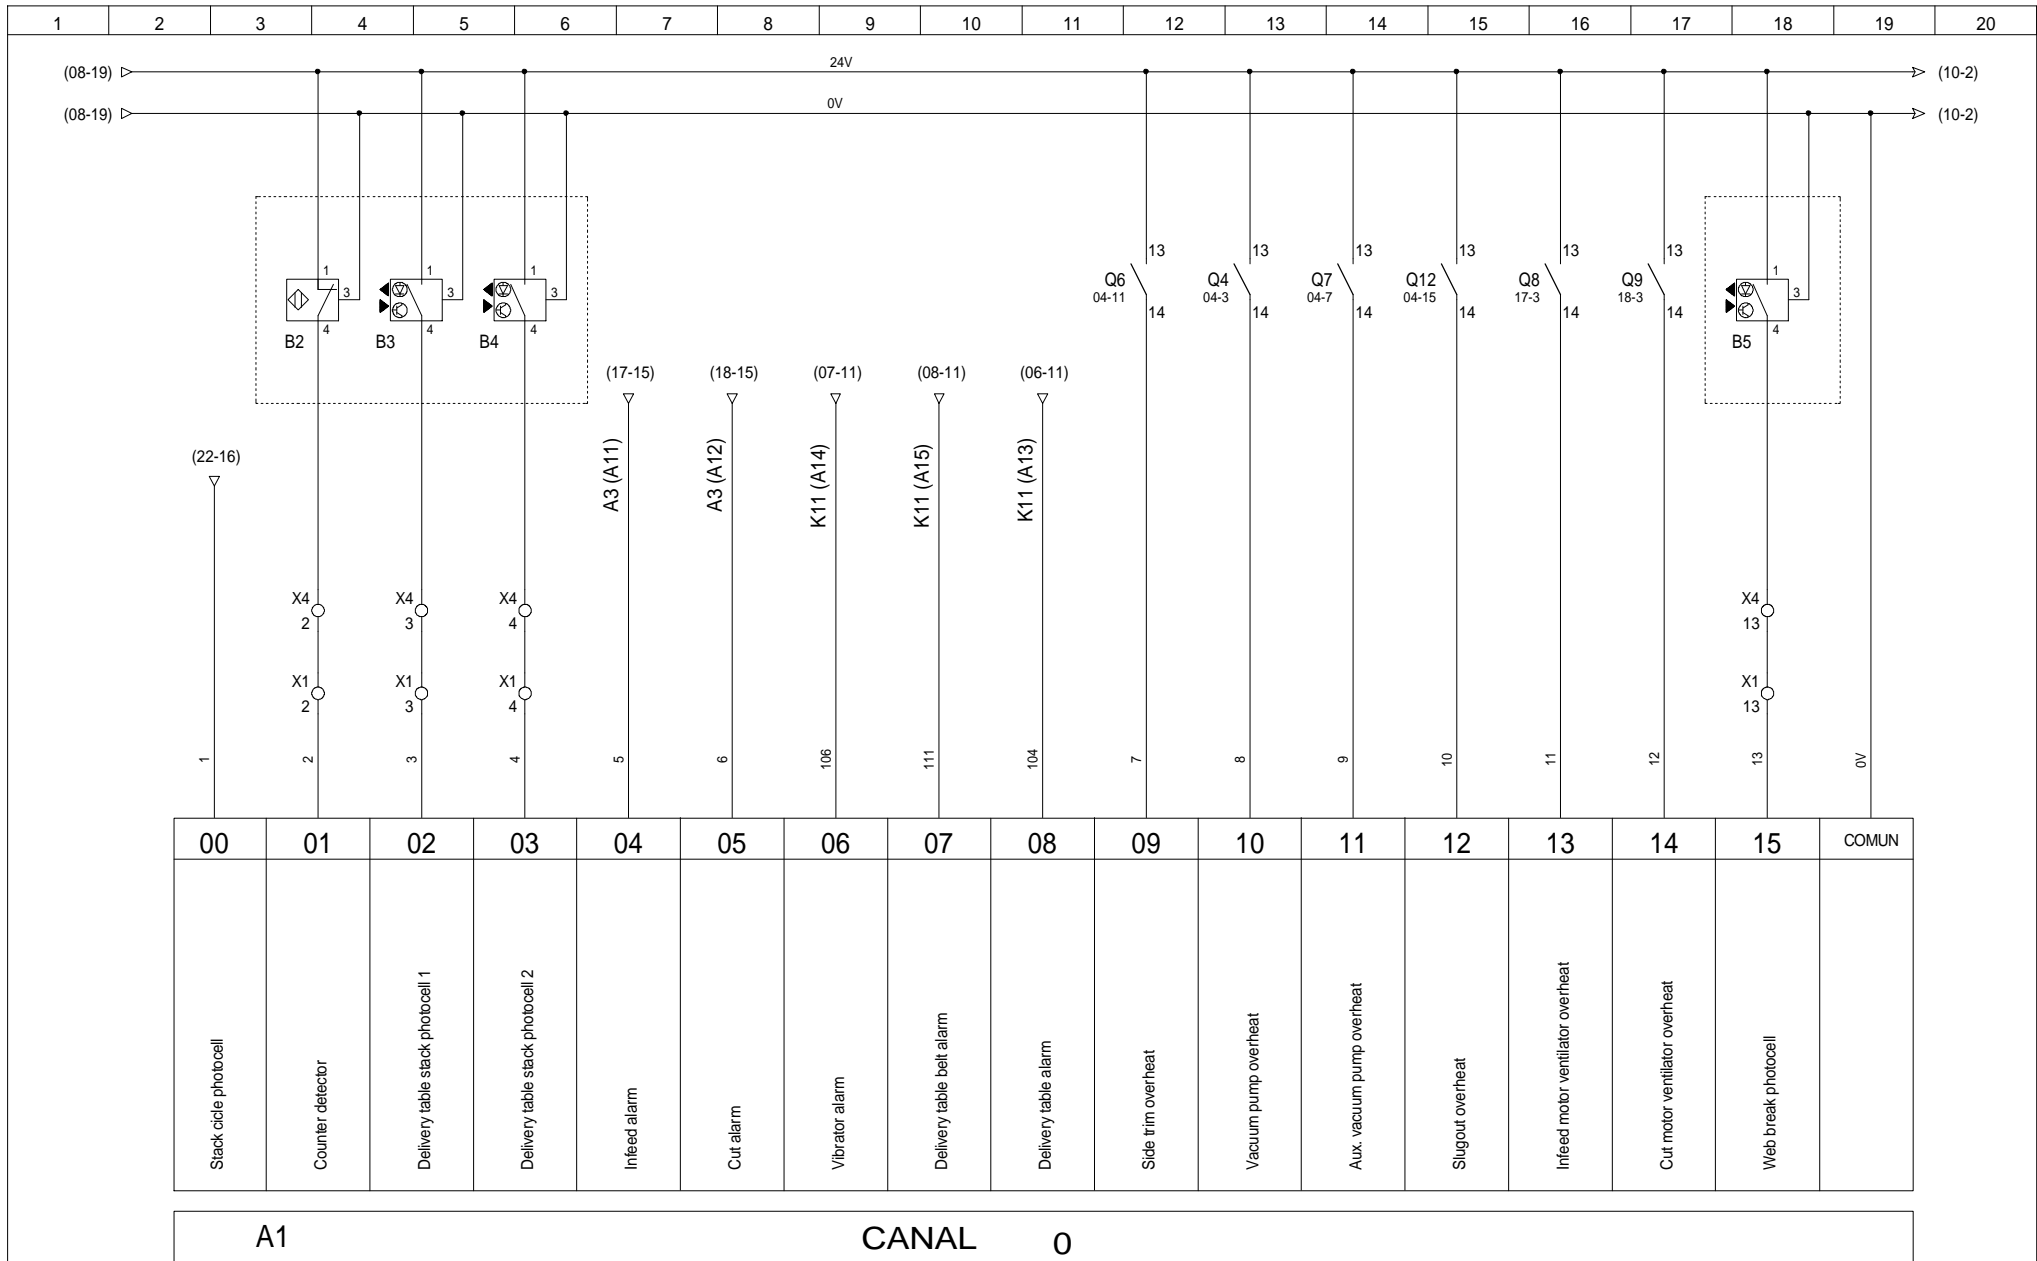 1 2 3 4 5 6 7 8 9 10 11 12 13 14 15 16 17 18 19 20
(08-19) 24V (10-2)
(08-19) 0V (10-2)
13 13 13 13 13 13
Q6 Q4 Q7 Q12 Q8 Q9
04-11 04-3 04-7 04-15 17-3 18-3
14 14 14 14 14 14
1 1 1 1
3 3 3 3
4 4 4 4
B2 B3 B4 B5
(17-15) (18-15) (07-11) (08-11) (06-11)
A3 (A11) A3 (A12) K11 (A14) K11 (A15) K11 (A13)
(22-16)
X4 X4 X4 X4
2 3 4 13
X1 X1 X1 X1
2 3 4 13
1 2 3 4 5 6 106 111 104 7 8 9 10 11 12 13 0V
00 01 02 03 04 05 06 07 08 09 10 11 12 13 14 15 COMUN
Stack cicle photocell
Counter detector
Delivery table stack photocell 1
Delivery table stack photocell 2
Infeed alarm
Cut alarm
Vibrator alarm
Delivery table belt alarm
Delivery table alarm
Side trim overheat
Vacuum pump overheat
Aux. vacuum pump overheat
Slugout overheat
Infeed motor ventilator overheat
Cut motor ventilator overheat
Web break photocell
A1 CANAL 0